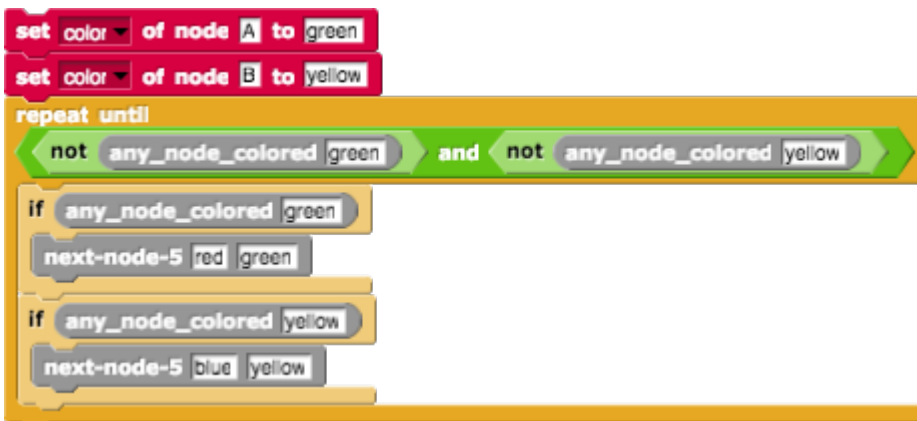 set color of node A to green
set color of node B to yellow
repeat until
not any_node_colored green and not any_node_colored yellow
if any_node_colored green
next-node-5 red green
if any_node_colored yellow
next-node-5 blue yellow